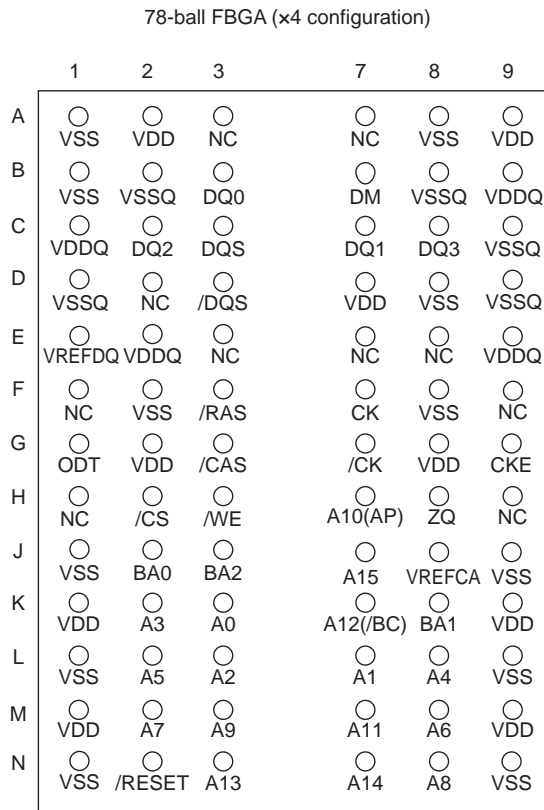 78-ball FBGA (×4 configuration)
1 2 3 7 8 9
A
VSS VDD NC NC VSS VDD
B
VSS VSSQ DQ0 DM VSSQ VDDQ
C
VDDQ DQ2 DQS DQ1 DQ3 VSSQ
D
VSSQ NC /DQS VDD VSS VSSQ
E
VREFDQ VDDQ NC NC NC VDDQ
F
NC VSS /RAS CK VSS NC
G
ODT VDD /CAS /CK VDD CKE
H
NC /CS /WE A10(AP) ZQ NC
J
VSS BA0 BA2 A15 VREFCA VSS
K
VDD A3 A0 A12(/BC) BA1 VDD
L
VSS A5 A2 A1 A4 VSS
M
VDD A7 A9 A11 A6 VDD
N
VSS /RESET A13 A14 A8 VSS